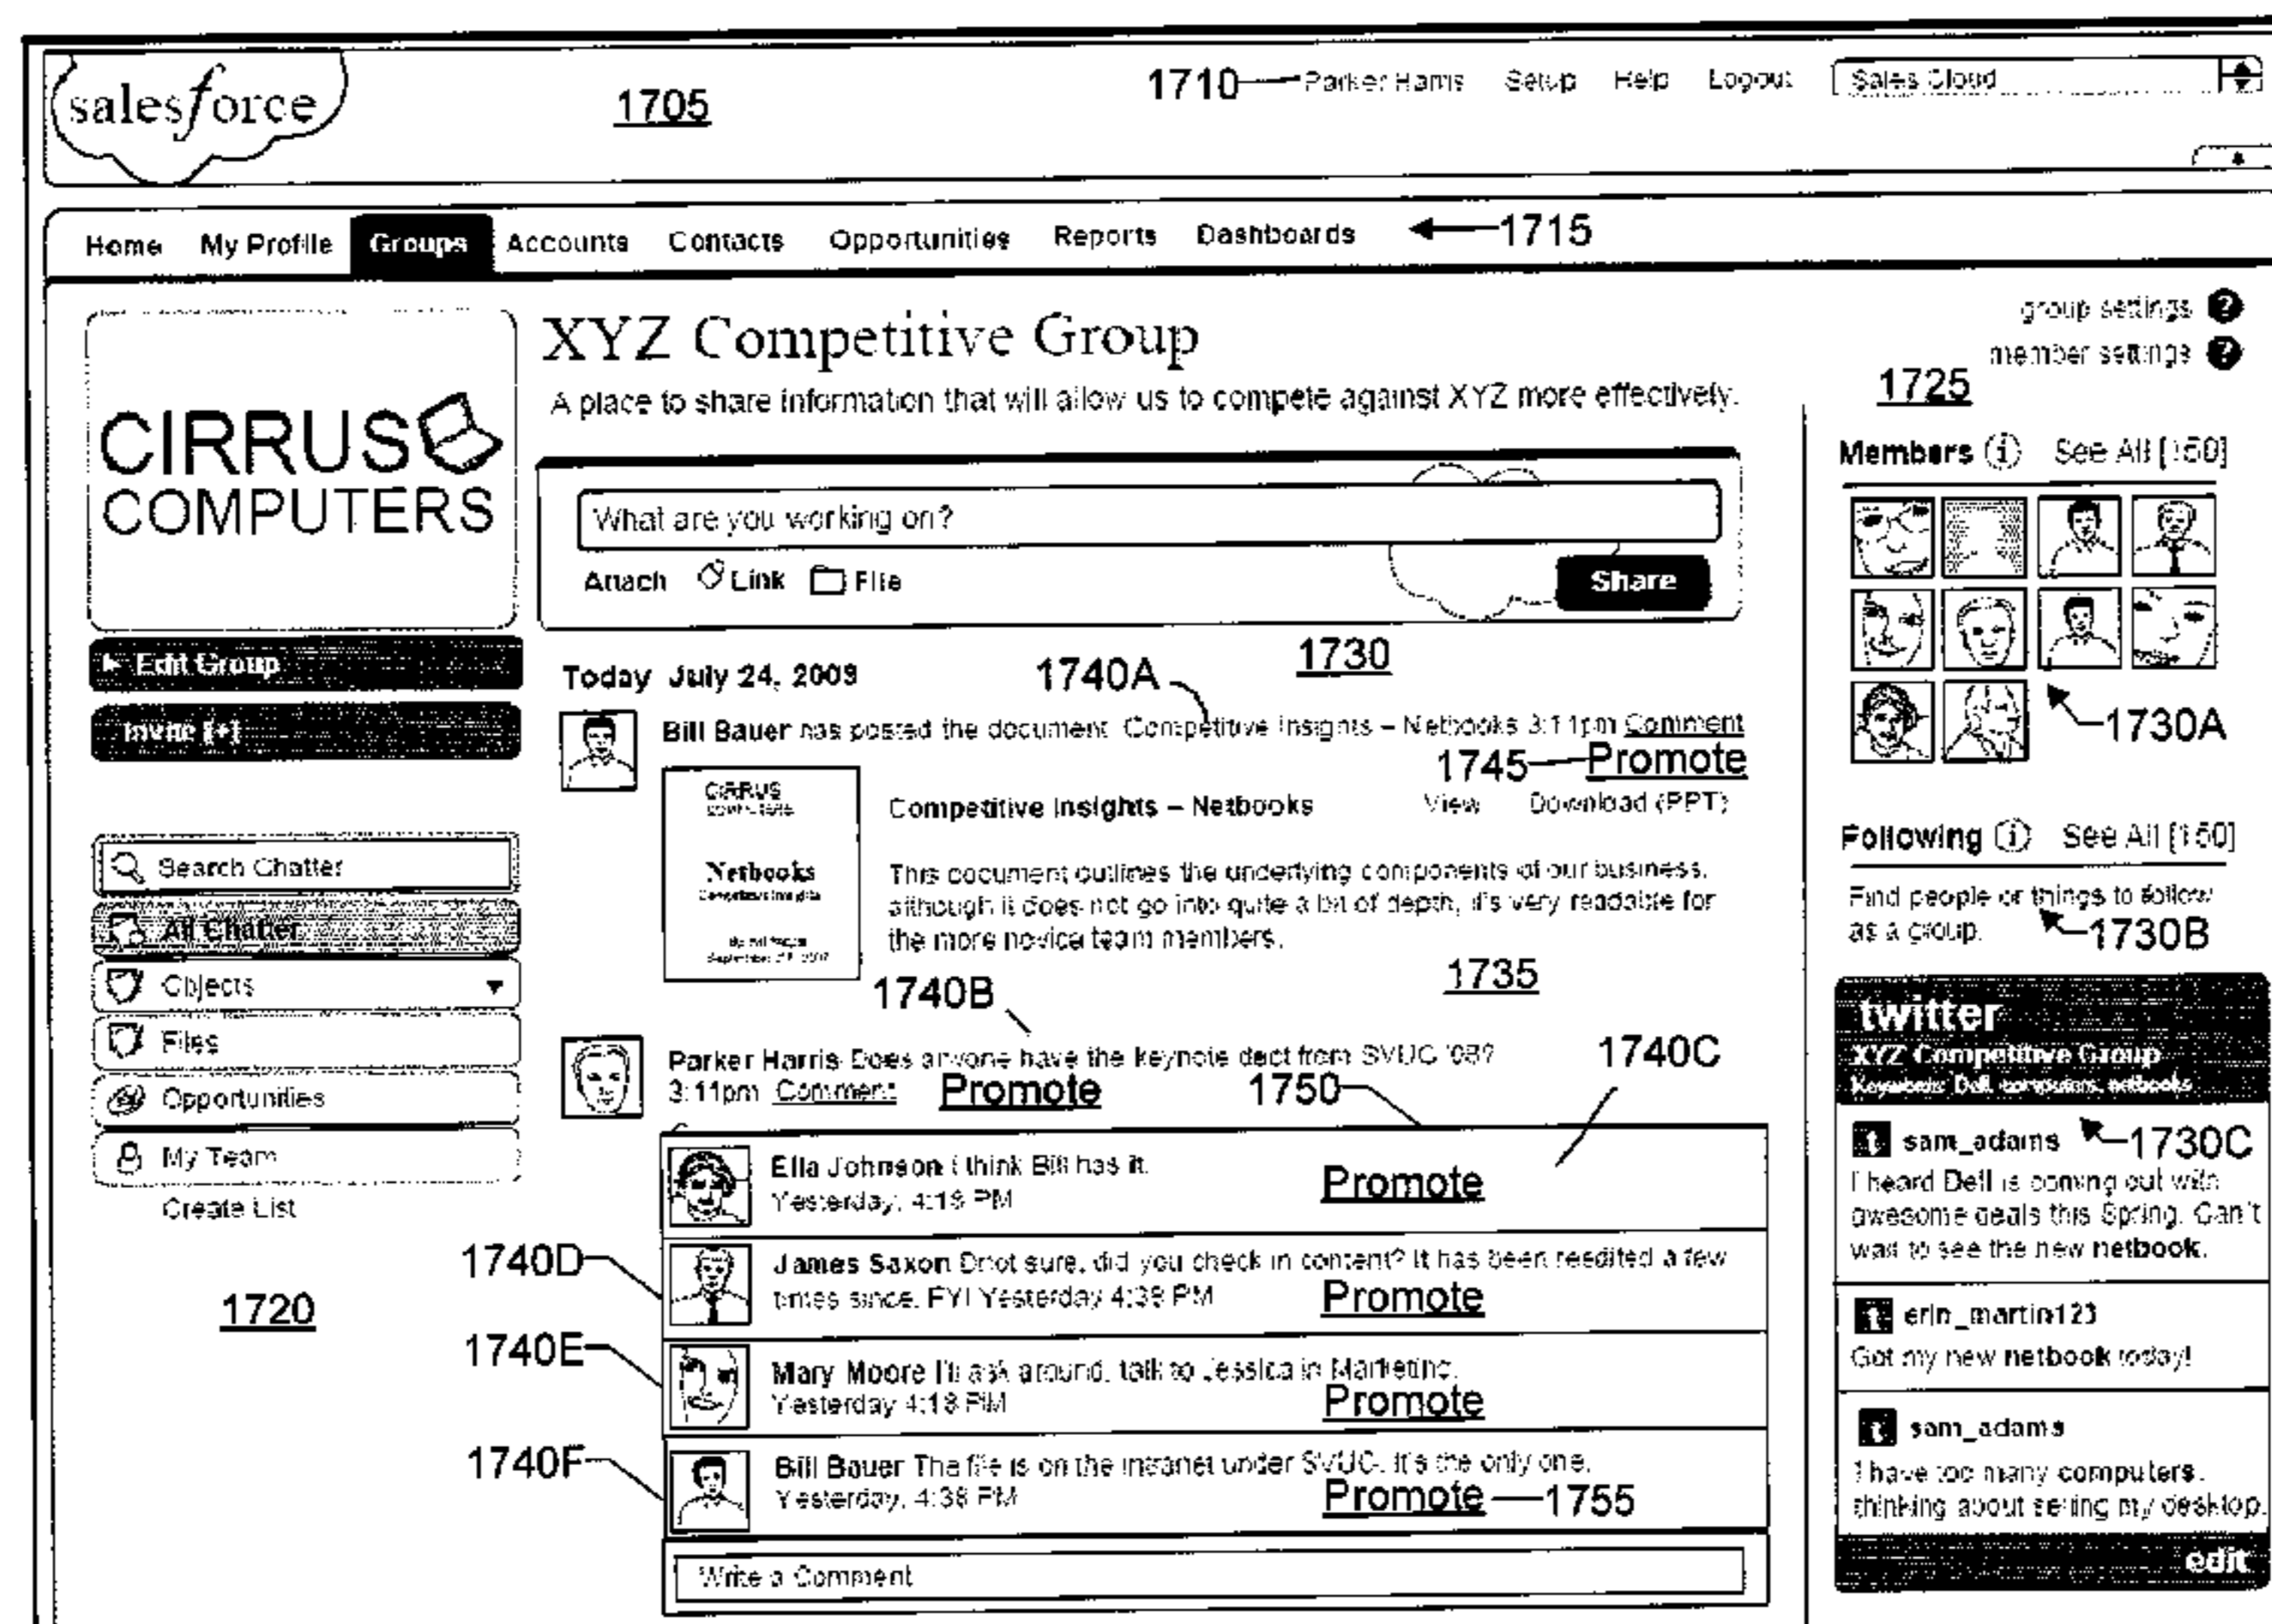 salesforce
1705
1710 Parker Harris Setup Help Logout Sales Cloud
Home My Profile Groups Accounts Contacts Opportunities Reports Dashboards 1715
CIRRUS
COMPUTERS
Edit Group
Invite [+]
Search Chatter
All Chatter
Objects
Files
Opportunities
My Team
Create List
1720
XYZ Competitive Group
A place to share information that will allow us to compete against XYZ more effectively.
What are you working on?
Attach Link File
Share
1730
Today July 24, 2009
1740A
Bill Bauer has posted the document Competitive Insights – Netbooks 3:11pm Comment
1745 Promote
CIRRUS
COMPUTERS
Netbooks
Competitive Insights
Competitive Insights – Netbooks View Download (PPT)
This document outlines the underlying components of our business,
although it does not go into quite a bit of depth, it's very readable for
the more novice team members.
1735
1740B
Parker Harris Does anyone have the keynote dect from SVUC '08?
3:11pm Comment Promote
1750
1740C
Ella Johnson I think Bill has it.
Yesterday, 4:18 PM Promote
1740D
James Saxon Dnot sure, did you check in content? It has been reedited a few
times since. FYI Yesterday 4:38 PM Promote
1740E
Mary Moore I'll ask around, talk to Jessica in Marketing.
Yesterday 4:18 PM Promote
1740F
Bill Bauer The file is on the intranet under SVUC. It's the only one.
Yesterday, 4:38 PM Promote 1755
Write a Comment
group settings ?
member settings ?
1725
Members i See All [150]
1730A
Following i See All [150]
Find people or things to follow
as a group.
1730B
twitter
XYZ Competitive Group
Keywords: Dell, computers, netbooks
1730C
t sam_adams
I heard Dell is coming out with
awesome deals this Spring. Can't
wait to see the new netbook.
t erin_martin123
Got my new netbook today!
t sam_adams
I have too many computers.
thinking about selling my desktop.
edit